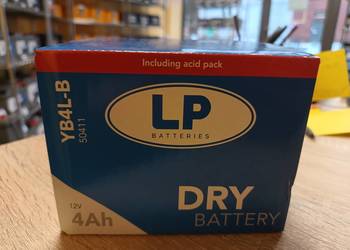 Including acid pack
YB4L-B
50411
LP
BATTERIES
12V
4Ah
DRY
BATTERY